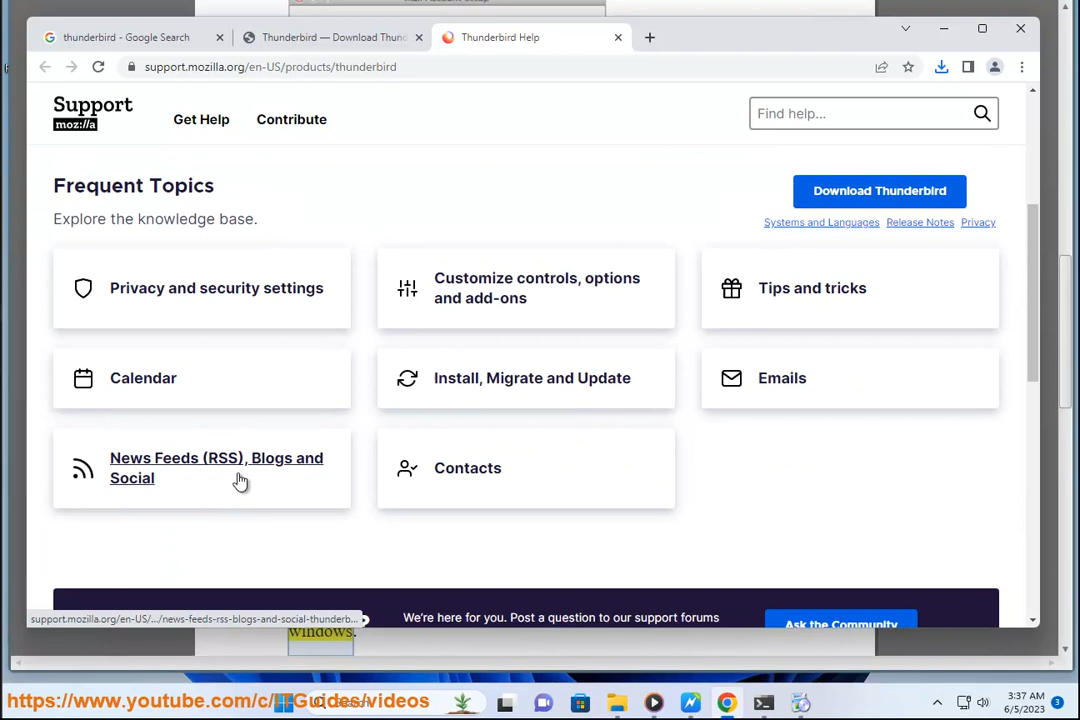 thunderbird - Google Search
Thunderbird — Download Thund
Thunderbird Help
support.mozilla.org/en-US/products/thunderbird
Support
moz://a
Get Help
Contribute
Find help...
Frequent Topics
Explore the knowledge base.
Download Thunderbird
Systems and Languages
Release Notes
Privacy
Privacy and security settings
Customize controls, options
and add-ons
Tips and tricks
Calendar
Install, Migrate and Update
Emails
News Feeds (RSS), Blogs and
Social
Contacts
We're here for you. Post a question to our support forums
Ask the Community
support.mozilla.org/en-US/.../news-feeds-rss-blogs-and-social-thunderb...
windows.
https://www.youtube.com/c/ITGuides/videos
3:37 AM
6/5/2023
3